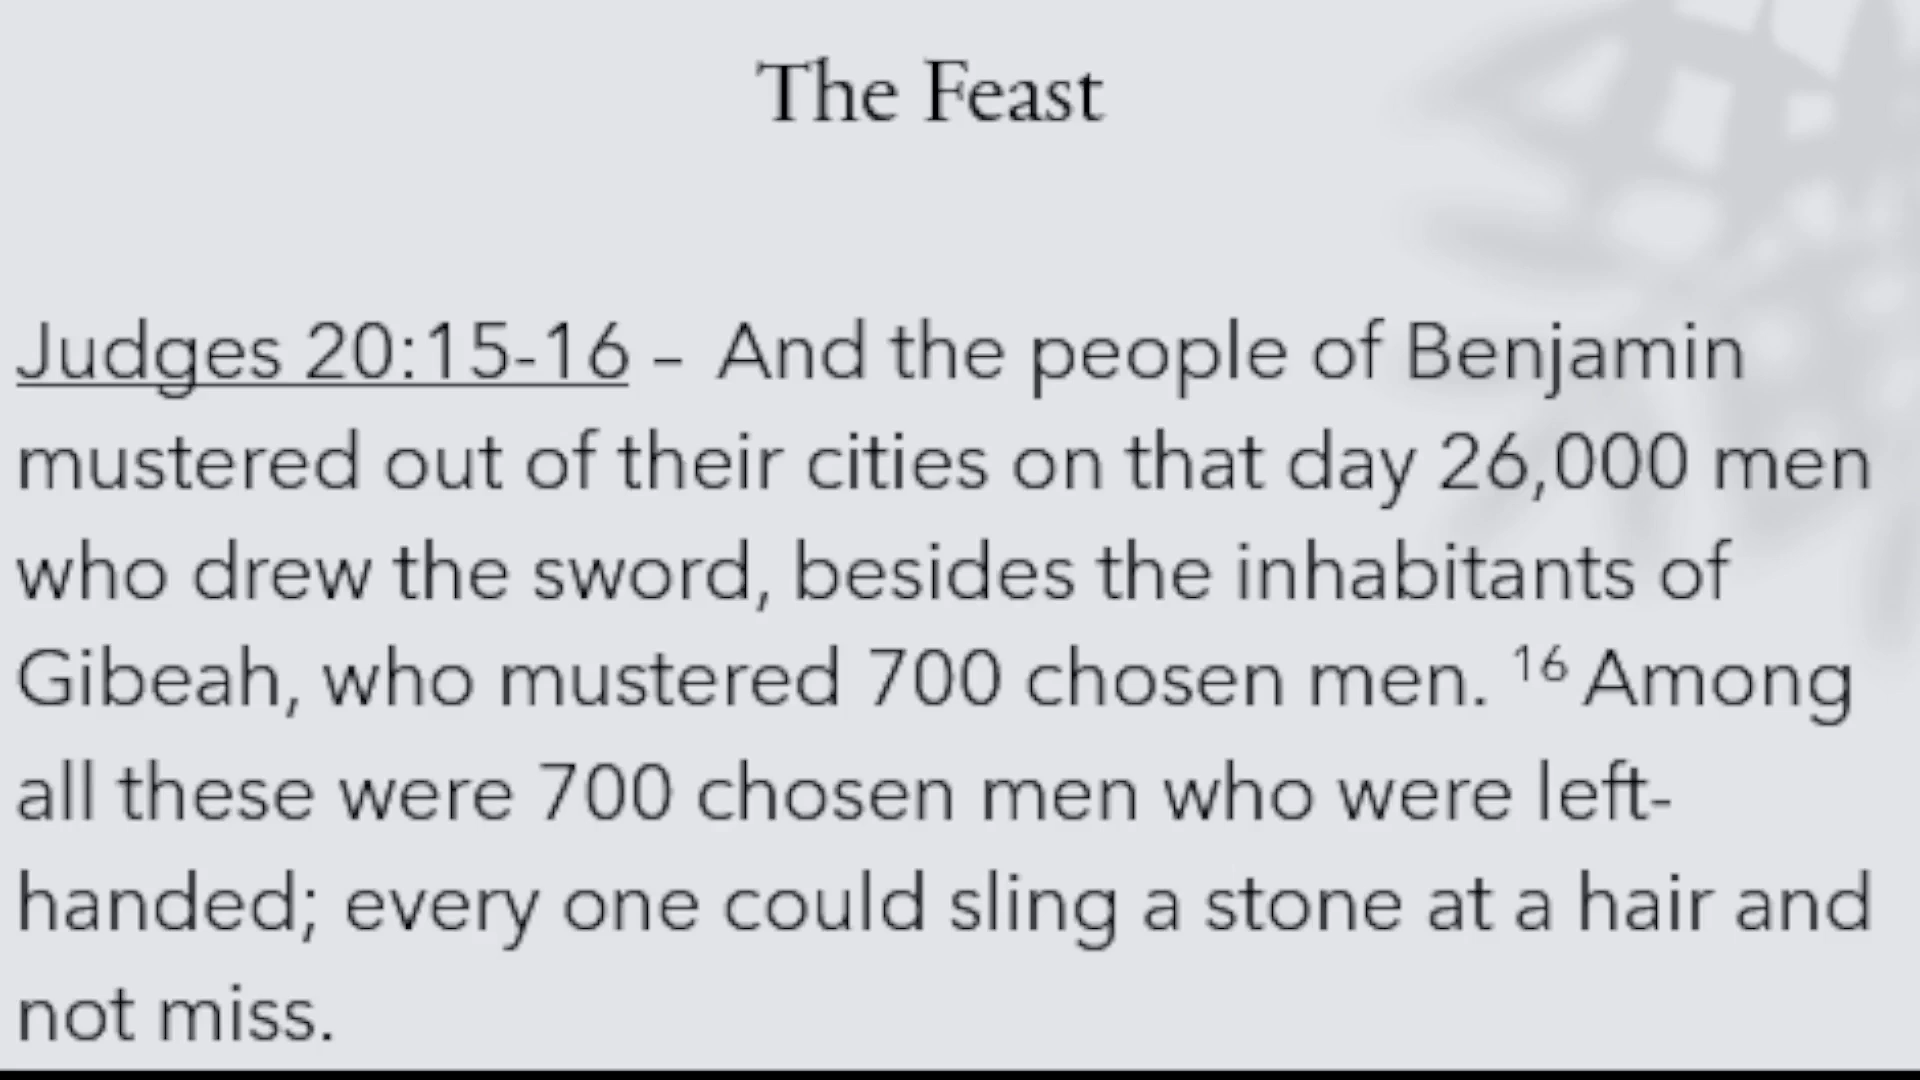 The Feast
Judges 20:15-16 – And the people of Benjamin
mustered out of their cities on that day 26,000 men
who drew the sword, besides the inhabitants of
Gibeah, who mustered 700 chosen men. 16 Among
all these were 700 chosen men who were left-
handed; every one could sling a stone at a hair and
not miss.